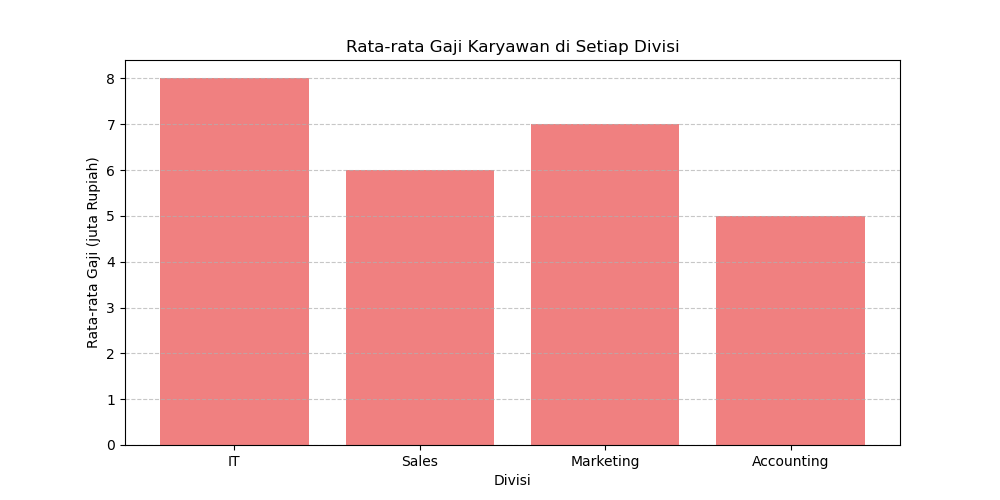 Rata-rata Gaji Karyawan di Setiap Divisi
Rata-rata Gaji (juta Rupiah)
8
7
6
5
4
3
2
1
0
IT Sales Marketing Accounting
Divisi